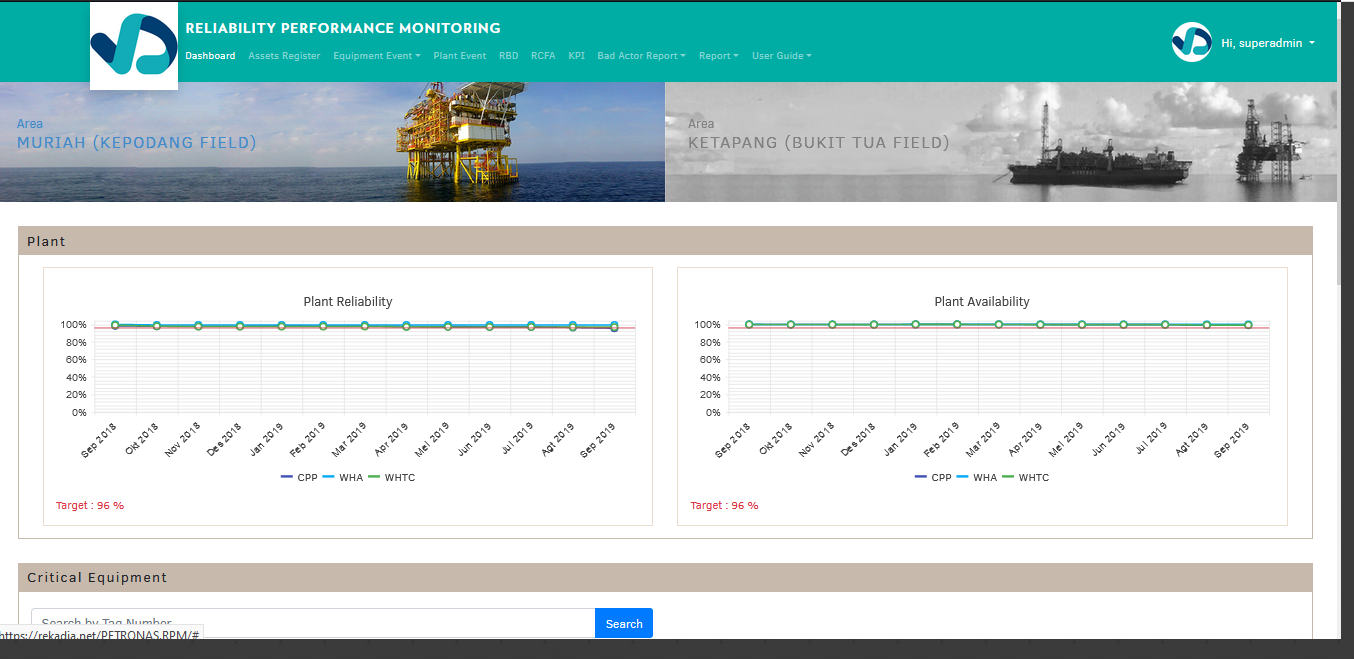 RELIABILITY PERFORMANCE MONITORING
Dashboard Assets Register Equipment Event Plant Event RBD RCFA KPI Bad Actor Report Report User Guide
Hi, superadmin
Area
MURIAH (KEPODANG FIELD)
Area
KETAPANG (BUKIT TUA FIELD)
Plant
Plant Reliability
100%
80%
60%
40%
20%
0%
Sep 2018 Okt 2018 Nov 2018 Des 2018 Jan 2019 Feb 2019 Mar 2019 Apr 2019 Mei 2019 Jun 2019 Jul 2019 Agt 2019 Sep 2019
CPP WHA WHTC
Target : 96 %
Plant Availability
100%
80%
60%
40%
20%
0%
Sep 2018 Okt 2018 Nov 2018 Des 2018 Jan 2019 Feb 2019 Mar 2019 Apr 2019 Mei 2019 Jun 2019 Jul 2019 Agt 2019 Sep 2019
CPP WHA WHTC
Target : 96 %
Critical Equipment
Search by Tag Number
Search
https://rekadia.net/PETRONAS.RPM/#